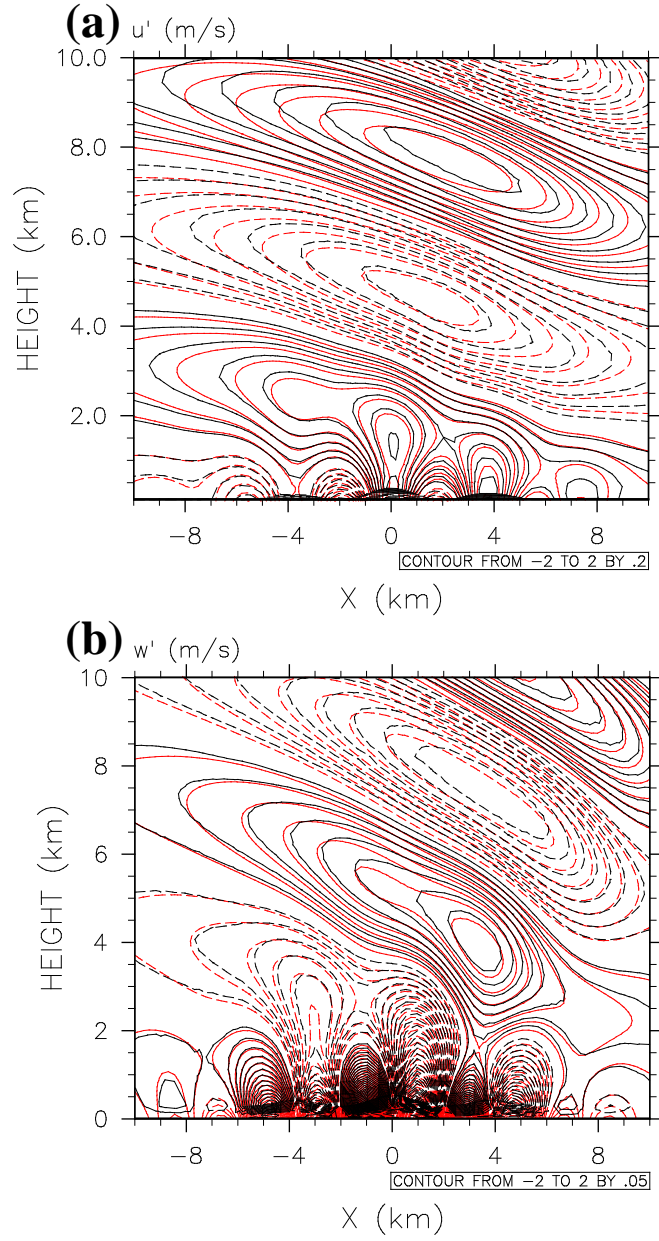 (a) u' (m/s)
10.0
8.0
6.0
4.0
2.0
HEIGHT (km)
-8 -4 0 4 8
CONTOUR FROM -2 TO 2 BY .2
X (km)
(b) w' (m/s)
10
8
6
4
2
0
HEIGHT (km)
-8 -4 0 4 8
CONTOUR FROM -2 TO 2 BY .05
X (km)